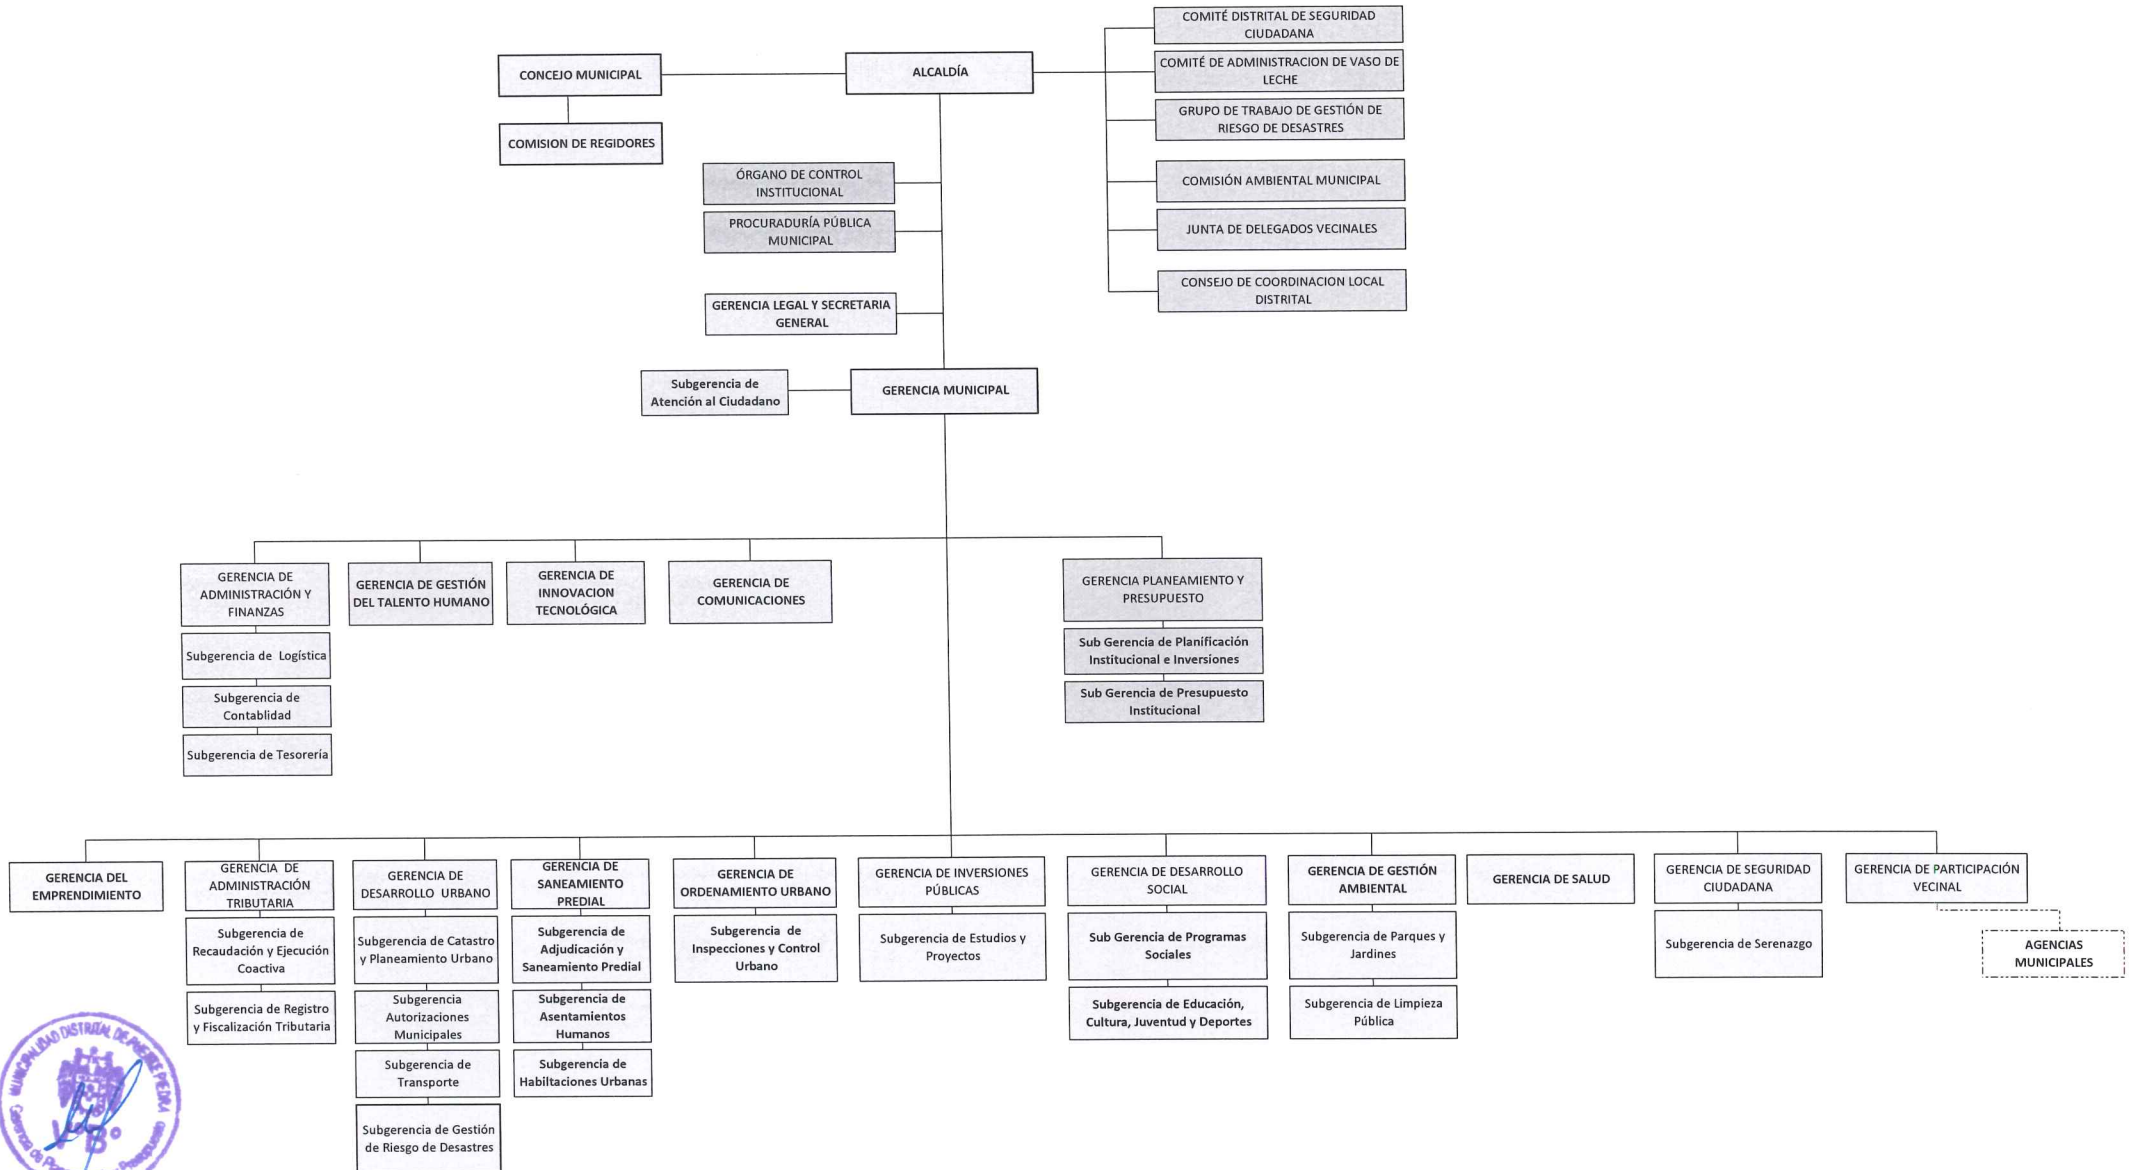 COMITÉ DISTRITAL DE SEGURIDAD
CIUDADANA
CONCEJO MUNICIPAL
ALCALDÍA
COMITÉ DE ADMINISTRACION DE VASO DE
LECHE
GRUPO DE TRABAJO DE GESTIÓN DE
RIESGO DE DESASTRES
COMISION DE REGIDORES
ÓRGANO DE CONTROL
INSTITUCIONAL
COMISIÓN AMBIENTAL MUNICIPAL
PROCURADURÍA PÚBLICA
MUNICIPAL
JUNTA DE DELEGADOS VECINALES
CONSEJO DE COORDINACION LOCAL
DISTRITAL
GERENCIA LEGAL Y SECRETARIA
GENERAL
Subgerencia de
Atención al Ciudadano
GERENCIA MUNICIPAL
GERENCIA DE
ADMINISTRACIÓN Y
FINANZAS
GERENCIA DE GESTIÓN
DEL TALENTO HUMANO
GERENCIA DE
INNOVACION
TECNOLÓGICA
GERENCIA DE
COMUNICACIONES
GERENCIA PLANEAMIENTO Y
PRESUPUESTO
Subgerencia de Logística
Subgerencia de
Contablidad
Subgerencia de Tesorería
Sub Gerencia de Planificación
Institucional e Inversiones
Sub Gerencia de Presupuesto
Institucional
GERENCIA DEL
EMPRENDIMIENTO
GERENCIA DE
ADMINISTRACIÓN
TRIBUTARIA
GERENCIA DE
DESARROLLO URBANO
GERENCIA DE
SANEAMIENTO
PREDIAL
GERENCIA DE
ORDENAMIENTO URBANO
GERENCIA DE INVERSIONES
PÚBLICAS
GERENCIA DE DESARROLLO
SOCIAL
GERENCIA DE GESTIÓN
AMBIENTAL
GERENCIA DE SALUD
GERENCIA DE SEGURIDAD
CIUDADANA
GERENCIA DE PARTICIPACIÓN
VECINAL
Subgerencia de
Recaudación y Ejecución
Coactiva
Subgerencia de Registro
y Fiscalización Tributaria
Subgerencia de Catastro
y Planeamiento Urbano
Subgerencia
Autorizaciones
Municipales
Subgerencia de
Transporte
Subgerencia de Gestión
de Riesgo de Desastres
Subgerencia de
Adjudicación y
Saneamiento Predial
Subgerencia de
Asentamientos
Humanos
Subgerencia de
Habiltaciones Urbanas
Subgerencia de
Inspecciones y Control
Urbano
Subgerencia de Estudios y
Proyectos
Sub Gerencia de Programas
Sociales
Subgerencia de Educación,
Cultura, Juventud y Deportes
Subgerencia de Parques y
Jardines
Subgerencia de Limpieza
Pública
Subgerencia de Serenazgo
AGENCIAS
MUNICIPALES
MUNICIPALIDAD DISTRITAL DE PUENTE PIEDRA